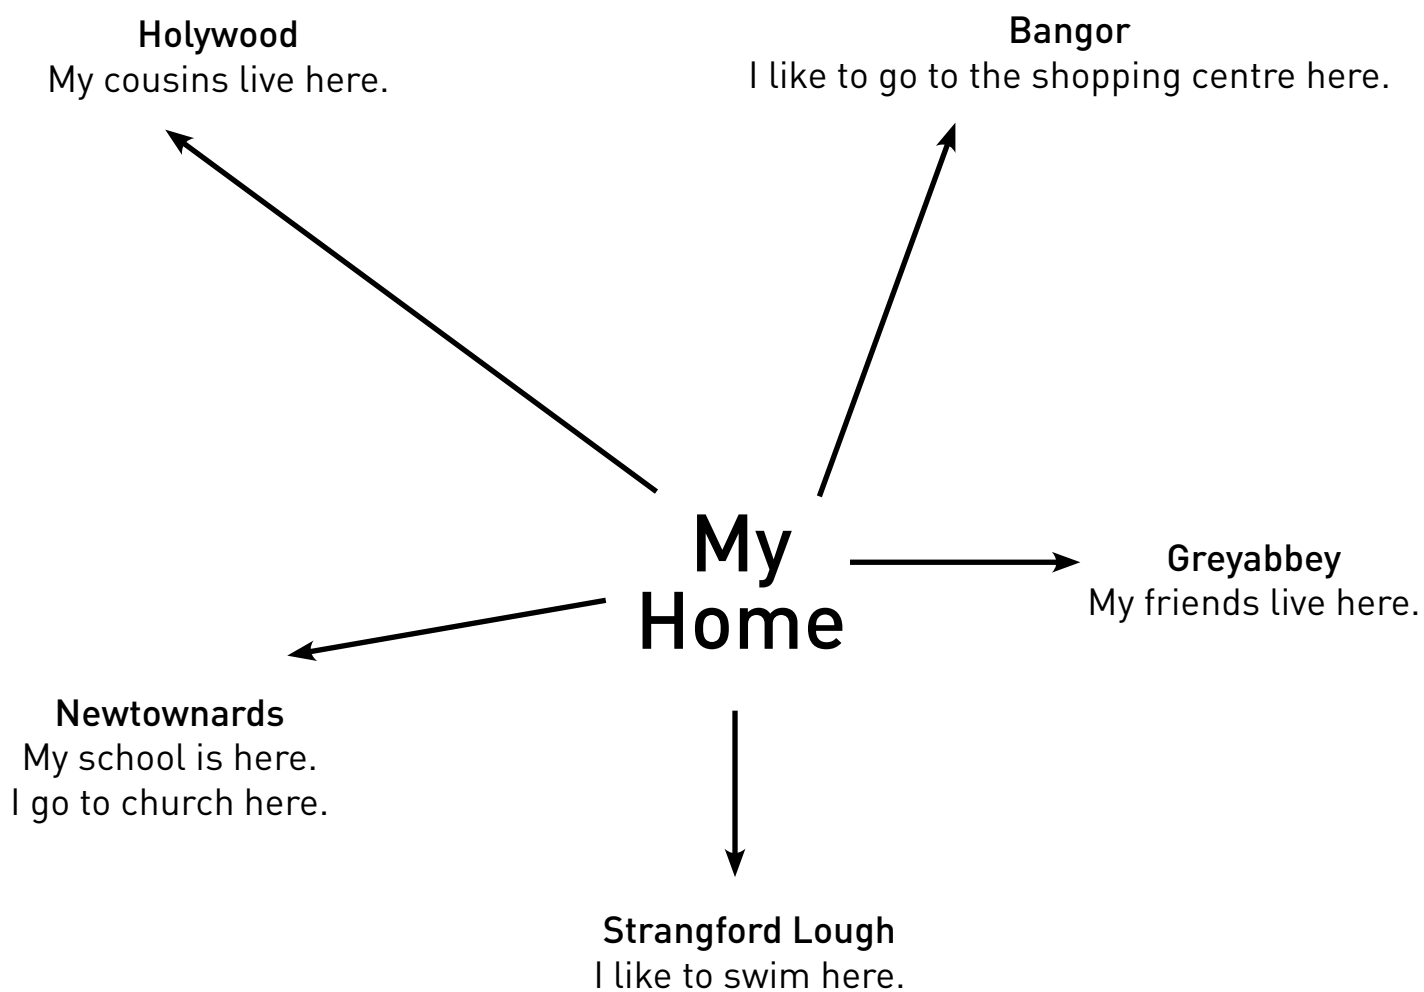 Holywood
My cousins live here.
Bangor
I like to go to the shopping centre here.
My
Home
Greyabbey
My friends live here.
Newtownards
My school is here.
I go to church here.
Strangford Lough
I like to swim here.